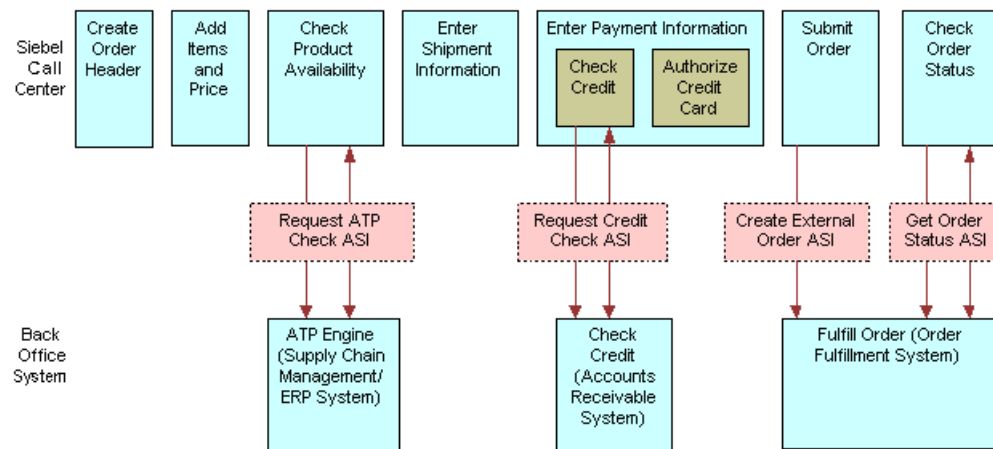 Siebel
Call
Center
Create
Order
Header
Add
Items
and
Price
Check
Product
Availability
Enter
Shipment
Information
Enter Payment Information
Check
Credit
Authorize
Credit
Card
Submit
Order
Check
Order
Status
Request ATP
Check ASI
Request Credit
Check ASI
Create External
Order ASI
Get Order
Status ASI
Back
Office
System
ATP Engine
(Supply Chain
Management/
ERP System)
Check
Credit
(Accounts
Receivable
System)
Fulfill Order (Order
Fulfillment System)